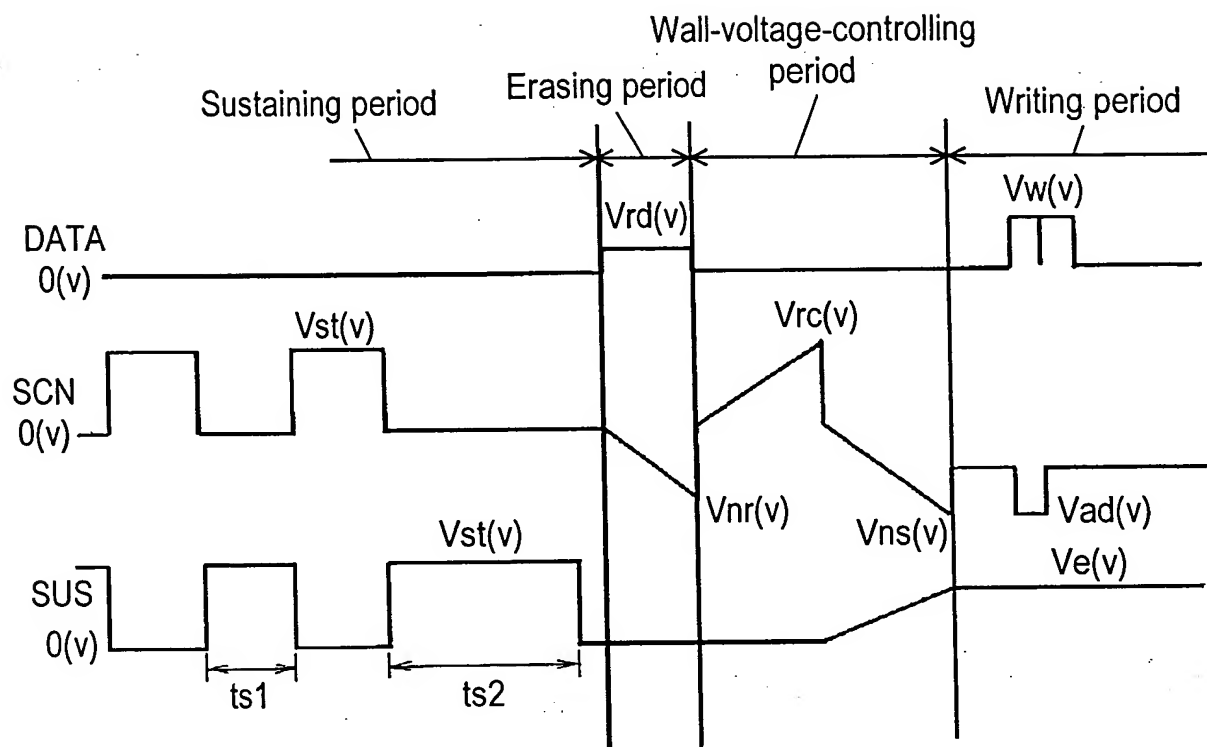 Wall-voltage-controlling
period
Sustaining period
Erasing period
Writing period
DATA
0(v)
Vrd(v)
Vw(v)
SCN
0(v)
Vst(v)
Vrc(v)
Vnr(v)
Vns(v)
Vad(v)
SUS
0(v)
Vst(v)
Ve(v)
ts1
ts2